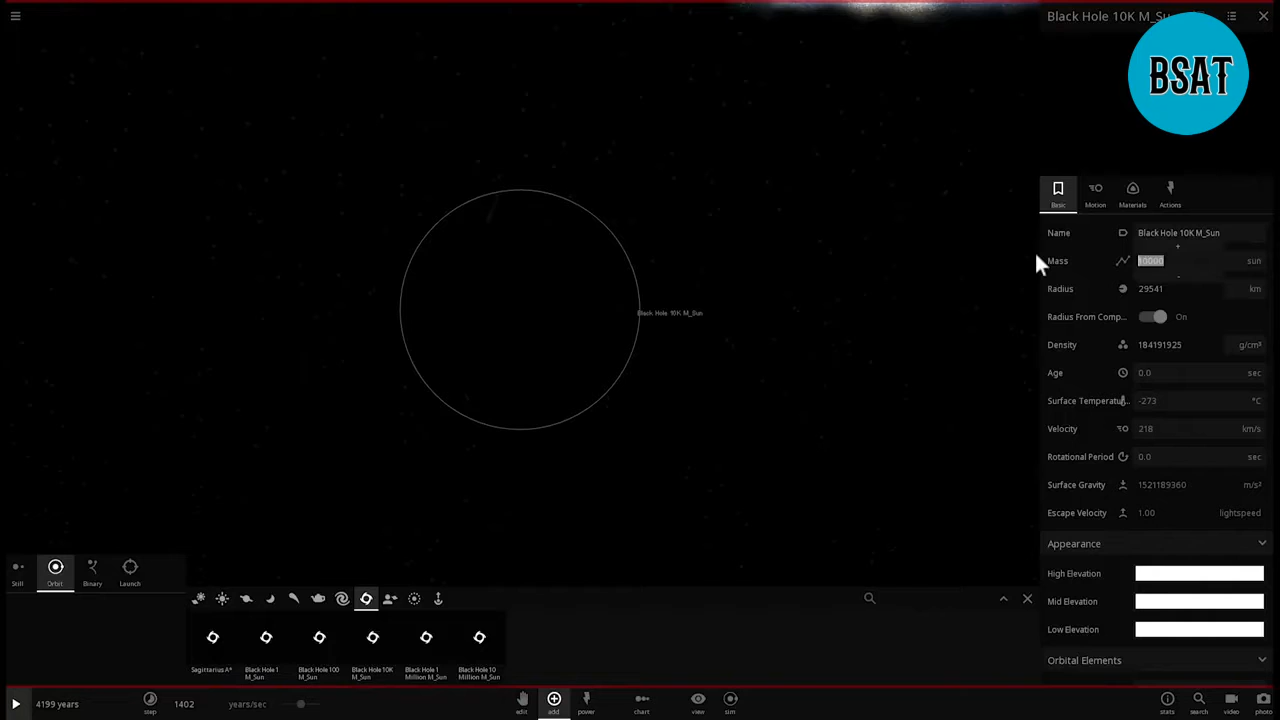 Black Hole 10K M_Su
BSAT
Basic
Motion
Materials
Actions
Name
Black Hole 10K M_Sun
+
Mass
10000
sun
-
Radius
29541
km
Radius From Comp...
On
Density
184191925
g/cm³
Age
0.0
sec
Surface Temperatu...
-273
°C
Velocity
218
km/s
Rotational Period
0.0
sec
Surface Gravity
1521189360
m/s²
Escape Velocity
1.00
lightspeed
Appearance
High Elevation
Mid Elevation
Low Elevation
Orbital Elements
Black Hole 10K M_Sun
Still
Orbit
Binary
Launch
Sagittarius A*
Black Hole 1
M_Sun
Black Hole 100
M_Sun
Black Hole 10K
M_Sun
Black Hole 1
Million M_Sun
Black Hole 10
Million M_Sun
4199 years
step
1402
years/sec
edit
add
power
chart
view
sim
stats
search
video
photo